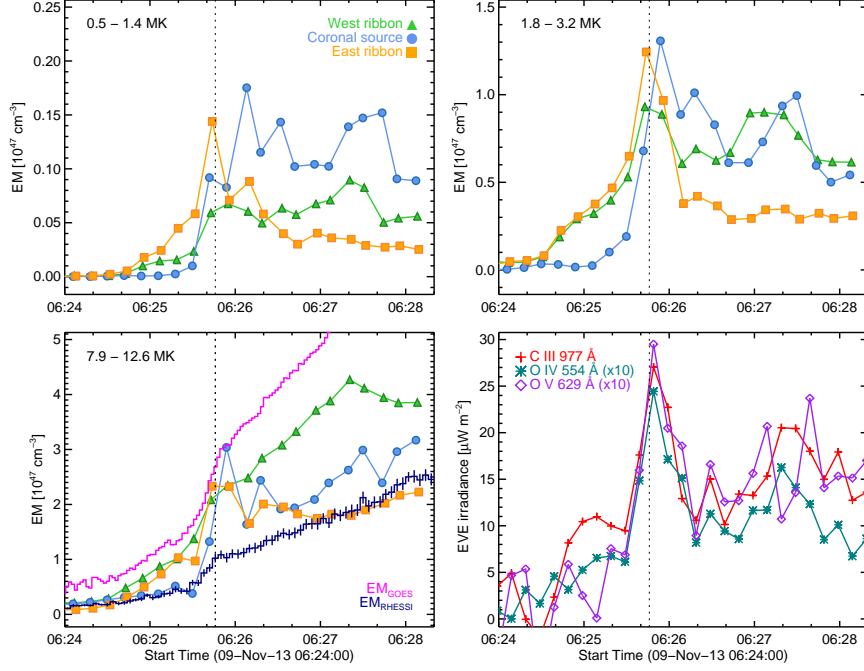 0.5 – 1.4 MK
West ribbon
Coronal source
East ribbon
EM [10^47 cm^−3]
0.25
0.20
0.15
0.10
0.05
0.00
06:24 06:25 06:26 06:27 06:28
1.8 – 3.2 MK
EM [10^47 cm^−3]
1.5
1.0
0.5
0.0
06:24 06:25 06:26 06:27 06:28
7.9 – 12.6 MK
EM [10^47 cm^−3]
5
4
3
2
1
0
EM_GOES
EM_RHESSI
06:24 06:25 06:26 06:27 06:28
Start Time (09–Nov–13 06:24:00)
C III 977 Å
O IV 554 Å (x10)
O V 629 Å (x10)
EVE irradiance [µW m^−2]
30
25
20
15
10
5
0
06:24 06:25 06:26 06:27 06:28
Start Time (09–Nov–13 06:24:00)